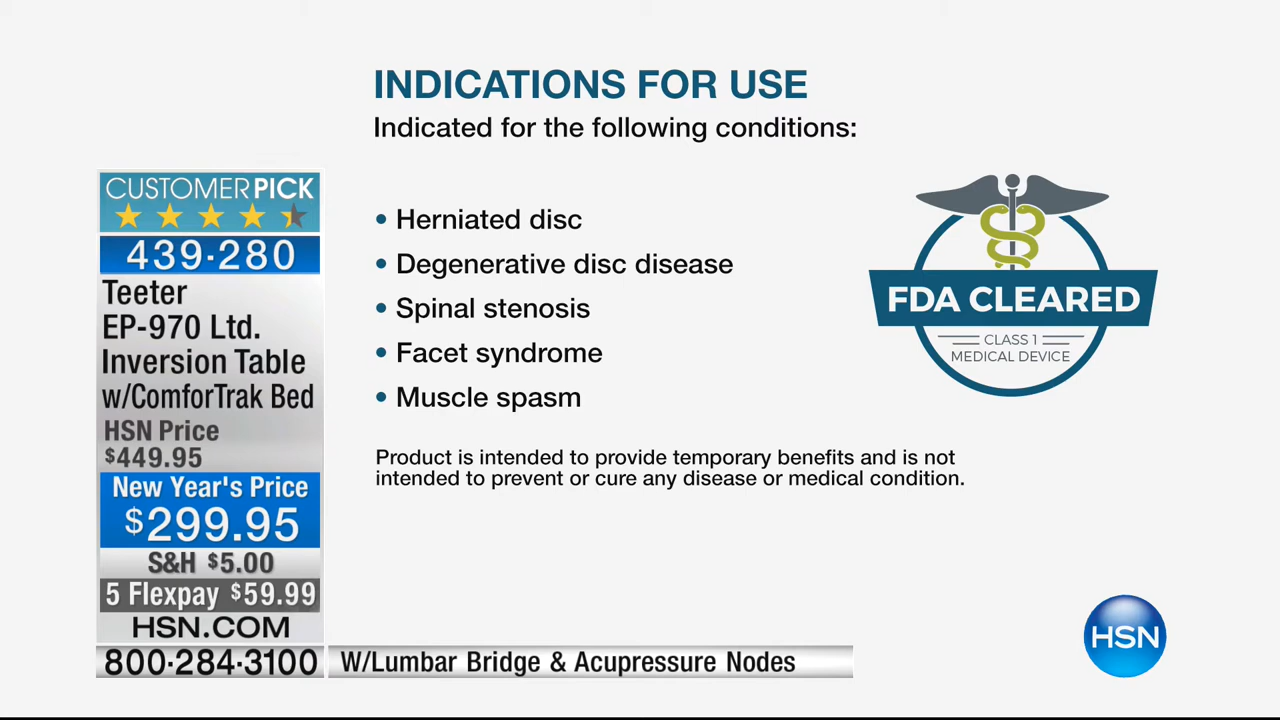 INDICATIONS FOR USE
Indicated for the following conditions:
• Herniated disc
• Degenerative disc disease
• Spinal stenosis
• Facet syndrome
• Muscle spasm
Product is intended to provide temporary benefits and is not
intended to prevent or cure any disease or medical condition.
FDA CLEARED
CLASS 1
MEDICAL DEVICE
CUSTOMERPICK
439·280
Teeter
EP-970 Ltd.
Inversion Table
w/ComforTrak Bed
HSN Price
$449.95
New Year's Price
$299.95
S&H $5.00
5 Flexpay $59.99
HSN.COM
800·284·3100
W/Lumbar Bridge & Acupressure Nodes
HSN